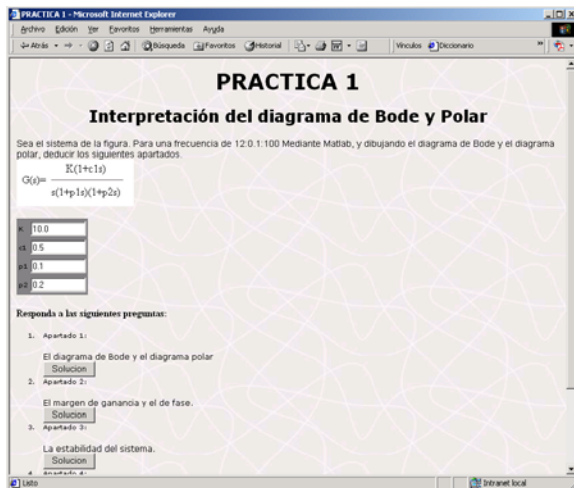 PRACTICA 1 - Microsoft Internet Explorer
Archivo Edición Ver Favoritos Herramientas Ayuda
Atrás Búsqueda Favoritos Historial Vínculos Diccionario »
PRACTICA 1
Interpretación del diagrama de Bode y Polar
Sea el sistema de la figura. Para una frecuencia de 12:0.1:100 Mediante Matlab, y dibujando el diagrama de Bode y el diagrama
polar, deducir los siguientes apartados.
K(1+c1s)
G(s)=
s(1+p1s)(1+p2s)
K 10.0
c1 0.5
p1 0.1
p2 0.2
Responda a las siguientes preguntas:
1. Apartado 1:
El diagrama de Bode y el diagrama polar
Solucion
2. Apartado 2:
El margen de ganancia y el de fase.
Solucion
3. Apartado 3:
La estabilidad del sistema.
Solucion
4. Apartado 4:
Listo Intranet local